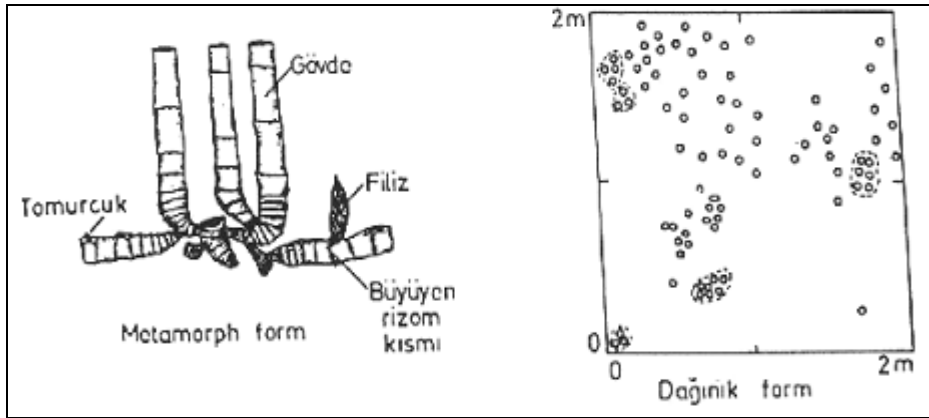 Gövde
Tomurcuk
Filiz
Büyüyen
rizom
kısmı
Metamorph form
2m
0
0
2m
Dağınık form